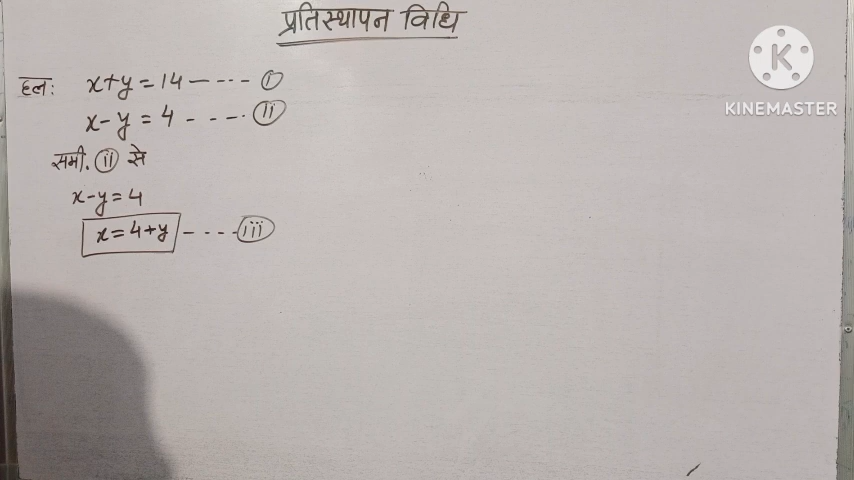 प्रतिस्थापन विधि
हल: x+y=14 ---- (i)
x-y=4 ---- (ii)
समी. (ii) से
x-y=4
x=4+y ---- (iii)
K
KINEMASTER